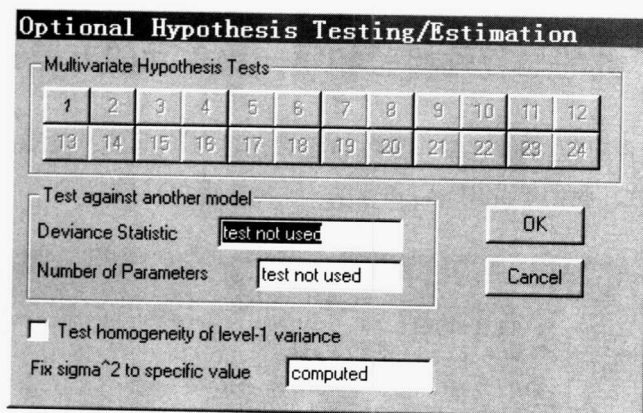 Optional Hypothesis Testing/Estimation
Multivariate Hypothesis Tests
1 2 3 4 5 6 7 8 9 10 11 12
13 14 15 16 17 18 19 20 21 22 23 24
Test against another model
Deviance Statistic test not used
OK
Number of Parameters test not used
Cancel
Test homogeneity of level-1 variance
Fix sigma^2 to specific value computed